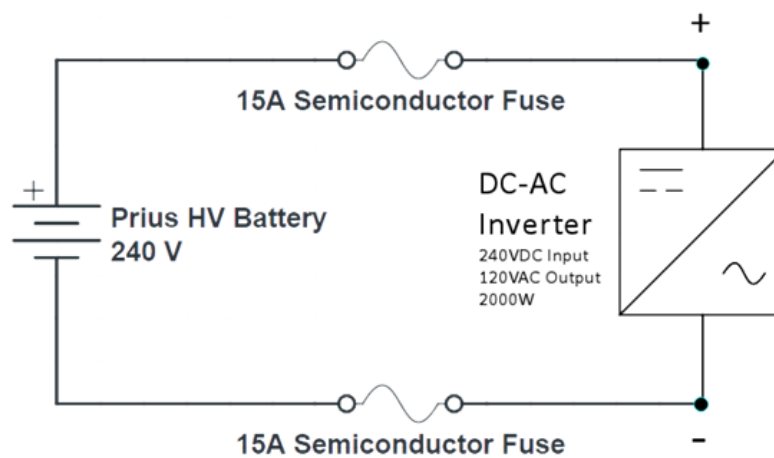 +
15A Semiconductor Fuse
+
Prius HV Battery
240 V
DC-AC
Inverter
240VDC Input
120VAC Output
2000W
15A Semiconductor Fuse
-